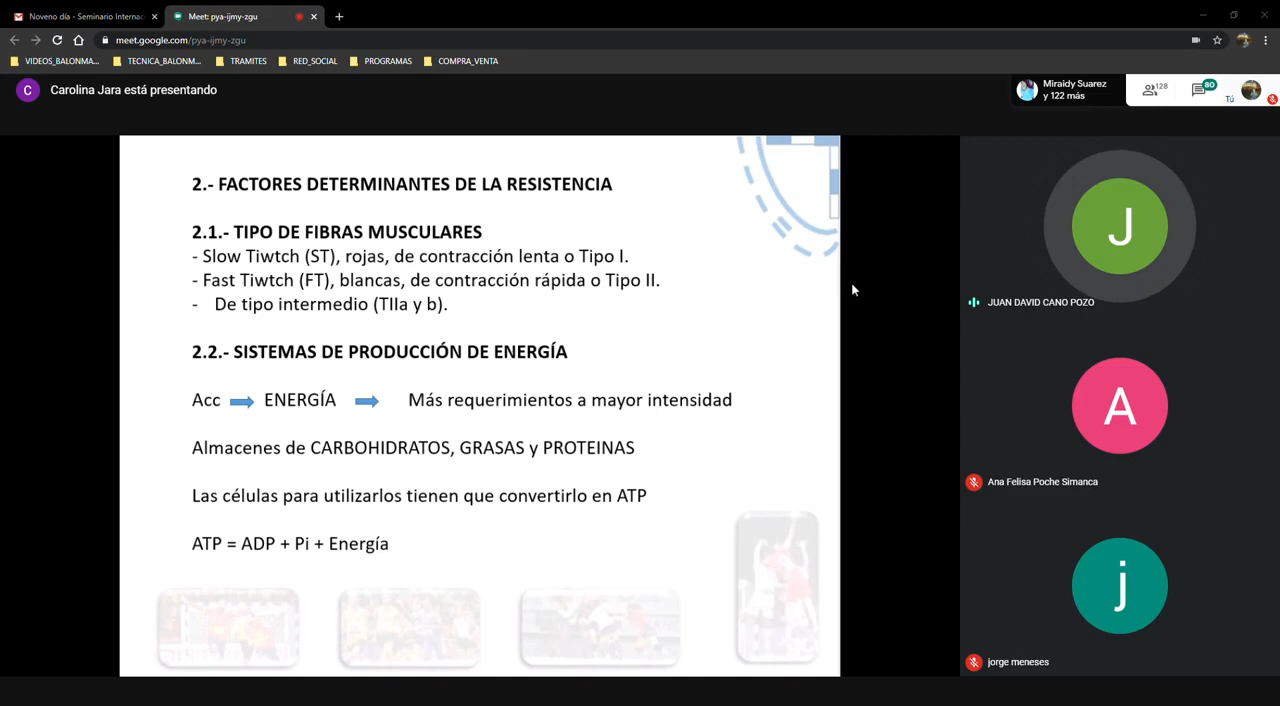 Noveno día - Seminario Internac
Meet: pya-ijmy-zgu
meet.google.com/pya-ijmy-zgu
VIDEOS_BALONMA...
TECNICA_BALONM...
TRAMITES
RED_SOCIAL
PROGRAMAS
COMPRA_VENTA
C
Carolina Jara está presentando
Miraidy Suarez
y 122 más
128
80
Tú
2.- FACTORES DETERMINANTES DE LA RESISTENCIA
2.1.- TIPO DE FIBRAS MUSCULARES
- Slow Tiwtch (ST), rojas, de contracción lenta o Tipo I.
- Fast Tiwtch (FT), blancas, de contracción rápida o Tipo II.
- De tipo intermedio (TIIa y b).
2.2.- SISTEMAS DE PRODUCCIÓN DE ENERGÍA
Acc ENERGÍA Más requerimientos a mayor intensidad
Almacenes de CARBOHIDRATOS, GRASAS y PROTEINAS
Las células para utilizarlos tienen que convertirlo en ATP
ATP = ADP + Pi + Energía
J
JUAN DAVID CANO POZO
A
Ana Felisa Poche Simanca
j
jorge meneses